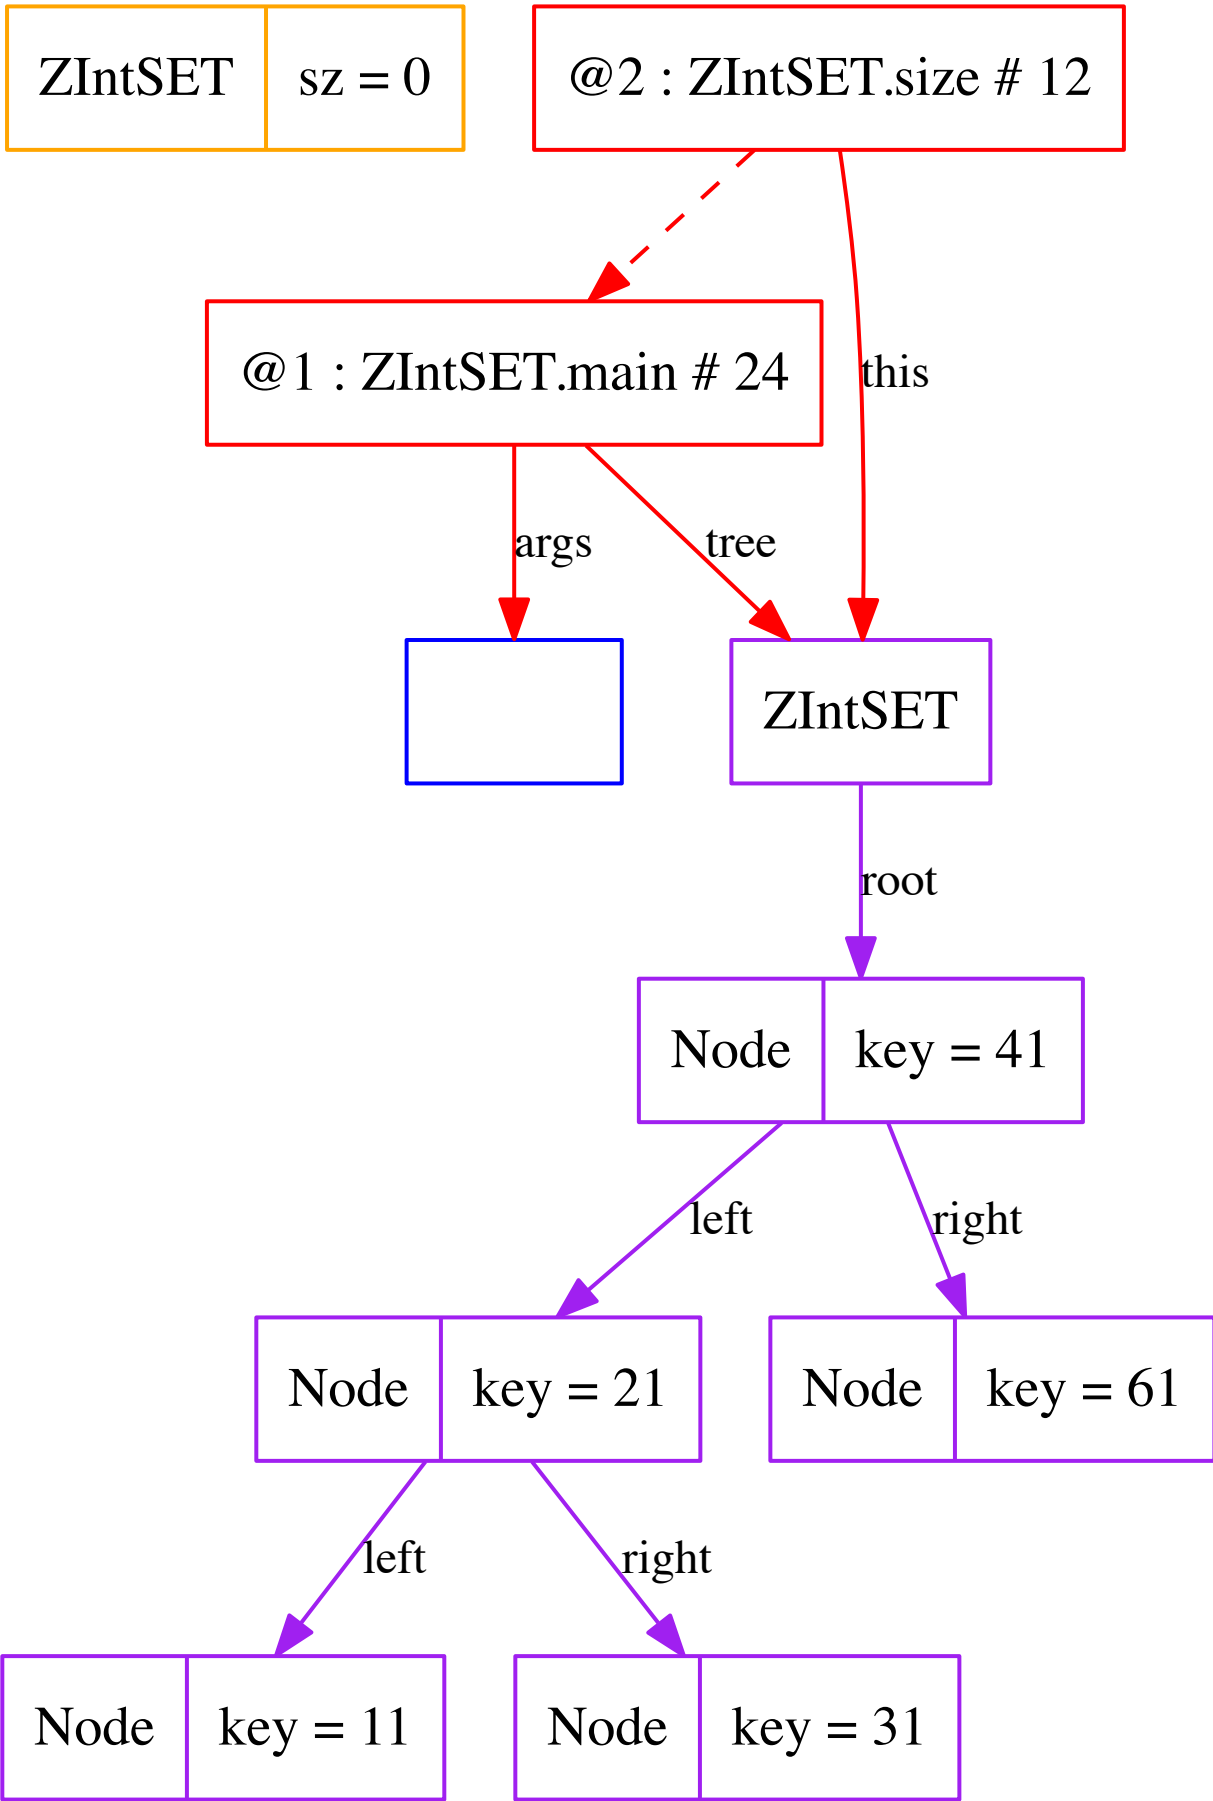 ZIntSET sz = 0
@2 : ZIntSET.size # 12
@1 : ZIntSET.main # 24
this
args
tree
ZIntSET
root
Node key = 41
left
right
Node key = 21
Node key = 61
left
right
Node key = 11
Node key = 31